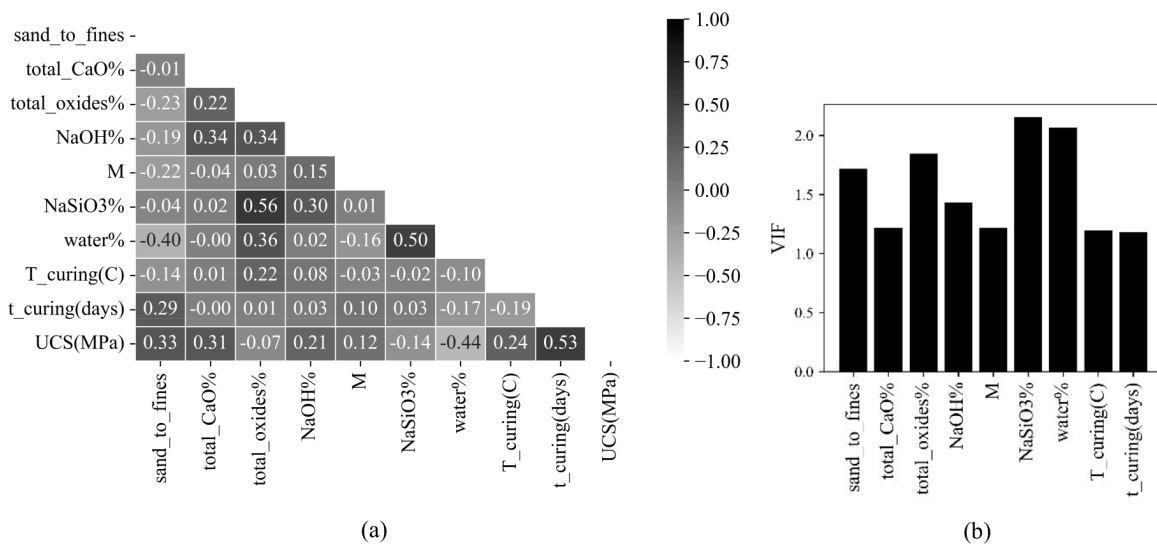 sand_to_fines
total_CaO% -0.01
total_oxides% -0.23 0.22
NaOH% -0.19 0.34 0.34
M -0.22 -0.04 0.03 0.15
NaSiO3% -0.04 0.02 0.56 0.30 0.01
water% -0.40 -0.00 0.36 0.02 -0.16 0.50
T_curing(C) -0.14 0.01 0.22 0.08 -0.03 -0.02 -0.10
t_curing(days) 0.29 -0.00 0.01 0.03 0.10 0.03 -0.17 -0.19
UCS(MPa) 0.33 0.31 -0.07 0.21 0.12 -0.14 -0.44 0.24 0.53
sand_to_fines
total_CaO%
total_oxides%
NaOH%
M
NaSiO3%
water%
T_curing(C)
t_curing(days)
UCS(MPa)
1.00
0.75
0.50
0.25
0.00
−0.25
−0.50
−0.75
−1.00
(a)
VIF
2.0
1.5
1.0
0.5
0.0
sand_to_fines
total_CaO%
total_oxides%
NaOH%
M
NaSiO3%
water%
T_curing(C)
t_curing(days)
(b)